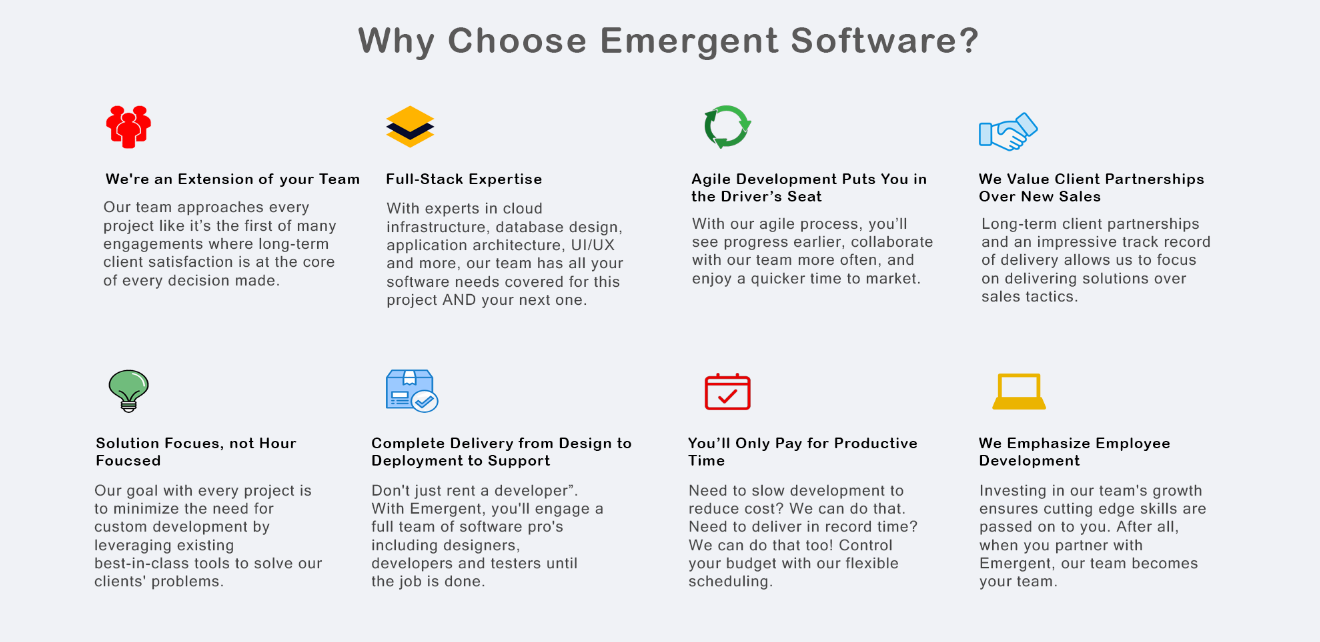 Why Choose Emergent Software?
We're an Extension of your Team
Our team approaches every
project like it’s the first of many
engagements where long-term
client satisfaction is at the core
of every decision made.
Full-Stack Expertise
With experts in cloud
infrastructure, database design,
application architecture, UI/UX
and more, our team has all your
software needs covered for this
project AND your next one.
Agile Development Puts You in
the Driver’s Seat
With our agile process, you’ll
see progress earlier, collaborate
with our team more often, and
enjoy a quicker time to market.
We Value Client Partnerships
Over New Sales
Long-term client partnerships
and an impressive track record
of delivery allows us to focus
on delivering solutions over
sales tactics.
Solution Focues, not Hour
Foucsed
Our goal with every project is
to minimize the need for
custom development by
leveraging existing
best-in-class tools to solve our
clients' problems.
Complete Delivery from Design to
Deployment to Support
Don't just rent a developer”.
With Emergent, you'll engage a
full team of software pro's
including designers,
developers and testers until
the job is done.
You’ll Only Pay for Productive
Time
Need to slow development to
reduce cost? We can do that.
Need to deliver in record time?
We can do that too! Control
your budget with our flexible
scheduling.
We Emphasize Employee
Development
Investing in our team's growth
ensures cutting edge skills are
passed on to you. After all,
when you partner with
Emergent, our team becomes
your team.